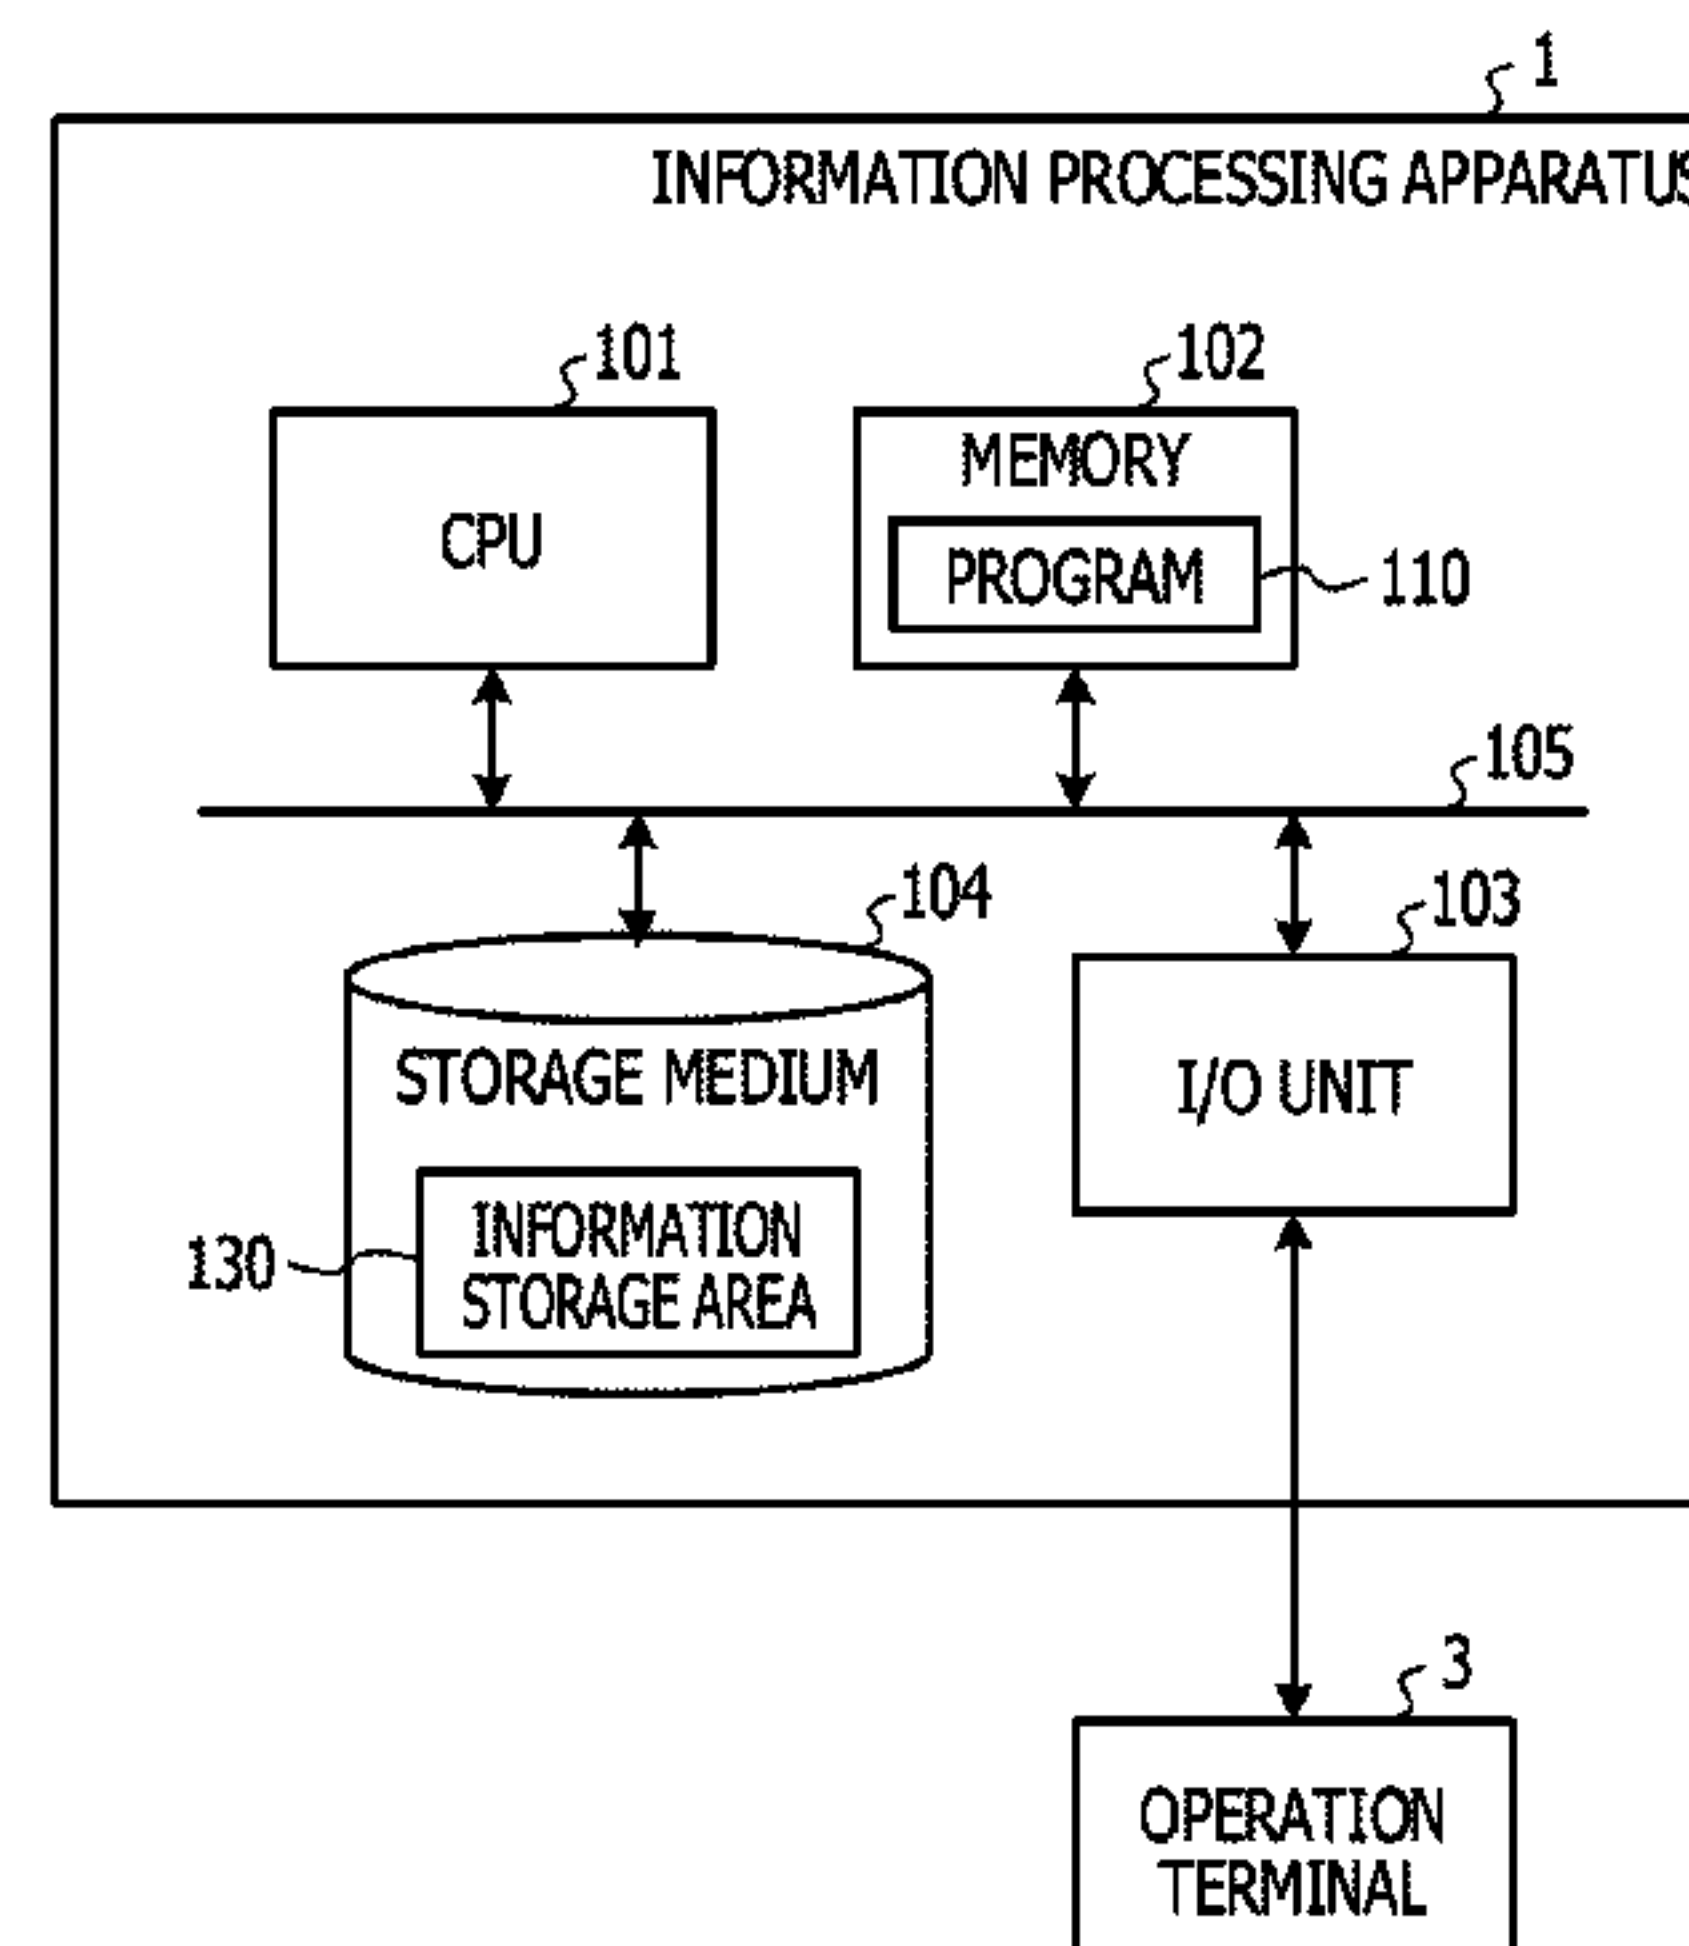 1
INFORMATION PROCESSING APPARATUS
101
102
CPU
MEMORY
PROGRAM
110
105
104
103
STORAGE MEDIUM
I/O UNIT
130
INFORMATION
STORAGE AREA
3
OPERATION
TERMINAL